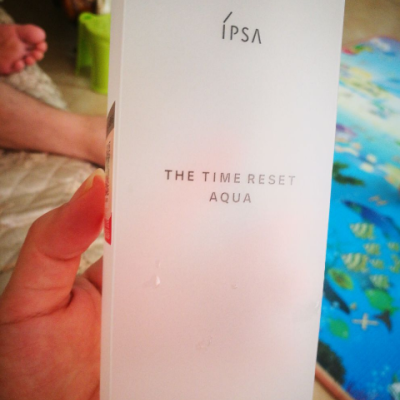 ÍPSA
THE TIME RESET
AQUA